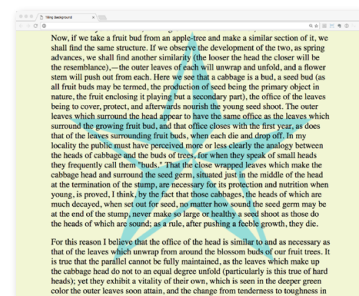 Tiling Background
Now, if we take a fruit bud from an apple-tree and make a similar section of it, we
shall find the same structure. If we observe the development of the two, as spring
advances, we shall find another similarity (the looser the head the closer will be
the resemblance),—the outer leaves of each will unwrap and unfold, and a flower
stem will push out from each. Here we see that a cabbage is a bud, a seed bud (as
all fruit buds may be termed, the production of seed being the primary object in
nature, the fruit enclosing it playing but a secondary part), the office of the leaves
being to cover, protect, and afterwards nourish the young seed shoot. The outer
leaves which surround the head appear to have the same office as the leaves which
surround the growing fruit bud, and that office closes with the first year, as does
that of the leaves surrounding fruit buds, when each die and drop off. In my
locality the public must have perceived more or less clearly the analogy between
the heads of cabbage and the buds of trees, for when they speak of small heads
they frequently call them "buds." That the close wrapped leaves which make the
cabbage head and surround the seed germ, situated just in the middle of the head
at the termination of the stump, are necessary for its protection and nutrition when
young, is proved, I think, by the fact that those cabbages, the heads of which are
much decayed, when set out for seed, no matter how sound the seed germ may be
at the end of the stump, never make so large or healthy a seed shoot as those do
the heads of which are sound; as a rule, after pushing a feeble growth, they die.
For this reason I believe that the office of the head is similar to and as necessary as
that of the leaves which unwrap from around the blossom buds of our fruit trees. It
is true that the parallel cannot be fully maintained, as the leaves which make up
the cabbage head do not to an equal degree unfold (particularly is this true of hard
heads); yet they exhibit a vitality of their own, which is seen in the deeper green
color the outer leaves soon attain, and the change from tenderness to toughness in